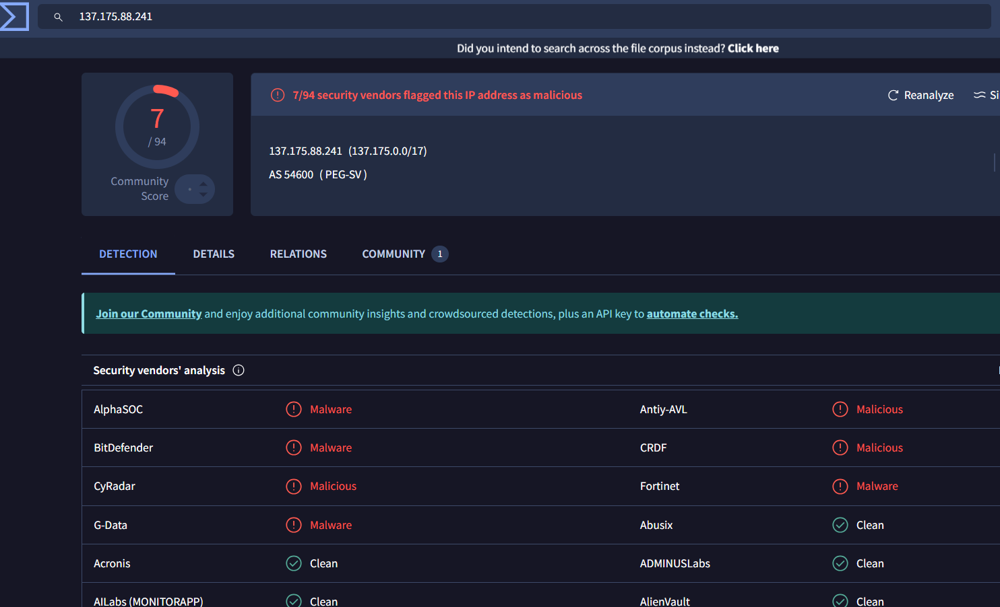 137.175.88.241
Did you intend to search across the file corpus instead? Click here
7
/ 94
Community
Score
7/94 security vendors flagged this IP address as malicious
Reanalyze
Si
137.175.88.241 (137.175.0.0/17)
AS 54600 ( PEG-SV )
DETECTION DETAILS RELATIONS COMMUNITY 1
Join our Community and enjoy additional community insights and crowdsourced detections, plus an API key to automate checks.
Security vendors' analysis
AlphaSOC Malware Antiy-AVL Malicious
BitDefender Malware CRDF Malicious
CyRadar Malicious Fortinet Malware
G-Data Malware Abusix Clean
Acronis Clean ADMINUSLabs Clean
AILabs (MONITORAPP) Clean AlienVault Clean